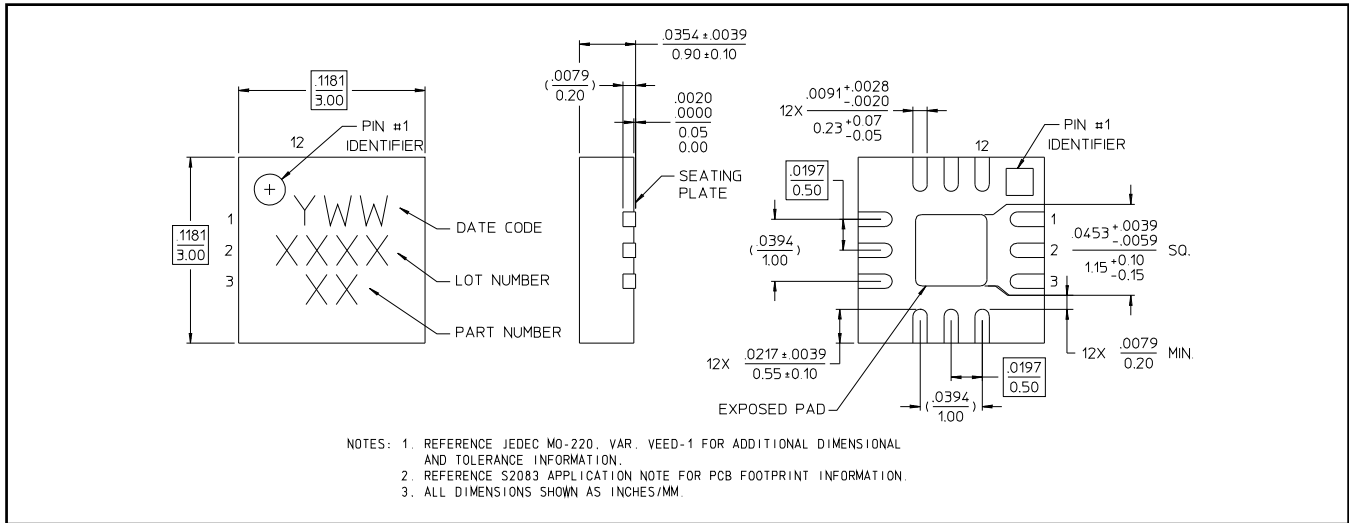 .1181
3.00
PIN #1
IDENTIFIER
12
.1181
3.00
1
2
3
YWW
XXXX
XX
DATE CODE
LOT NUMBER
PART NUMBER
.0354 ±.0039
0.90 ±0.10
(.0079)
0.20
.0020
.0000
0.05
0.00
SEATING
PLATE
12X .0091 +.0028
-.0020
0.23 +0.07
-0.05
12
PIN #1
IDENTIFIER
.0197
0.50
(.0394)
1.00
1
2
3
.0453 +.0039
-.0059 SQ.
1.15 +0.10
-0.15
12X .0217 ±.0039
0.55 ±0.10
12X .0079 MIN.
0.20
.0197
0.50
(.0394)
1.00
EXPOSED PAD
NOTES: 1. REFERENCE JEDEC MO-220, VAR. VEED-1 FOR ADDITIONAL DIMENSIONAL
AND TOLERANCE INFORMATION.
2. REFERENCE S2083 APPLICATION NOTE FOR PCB FOOTPRINT INFORMATION.
3. ALL DIMENSIONS SHOWN AS INCHES/MM.